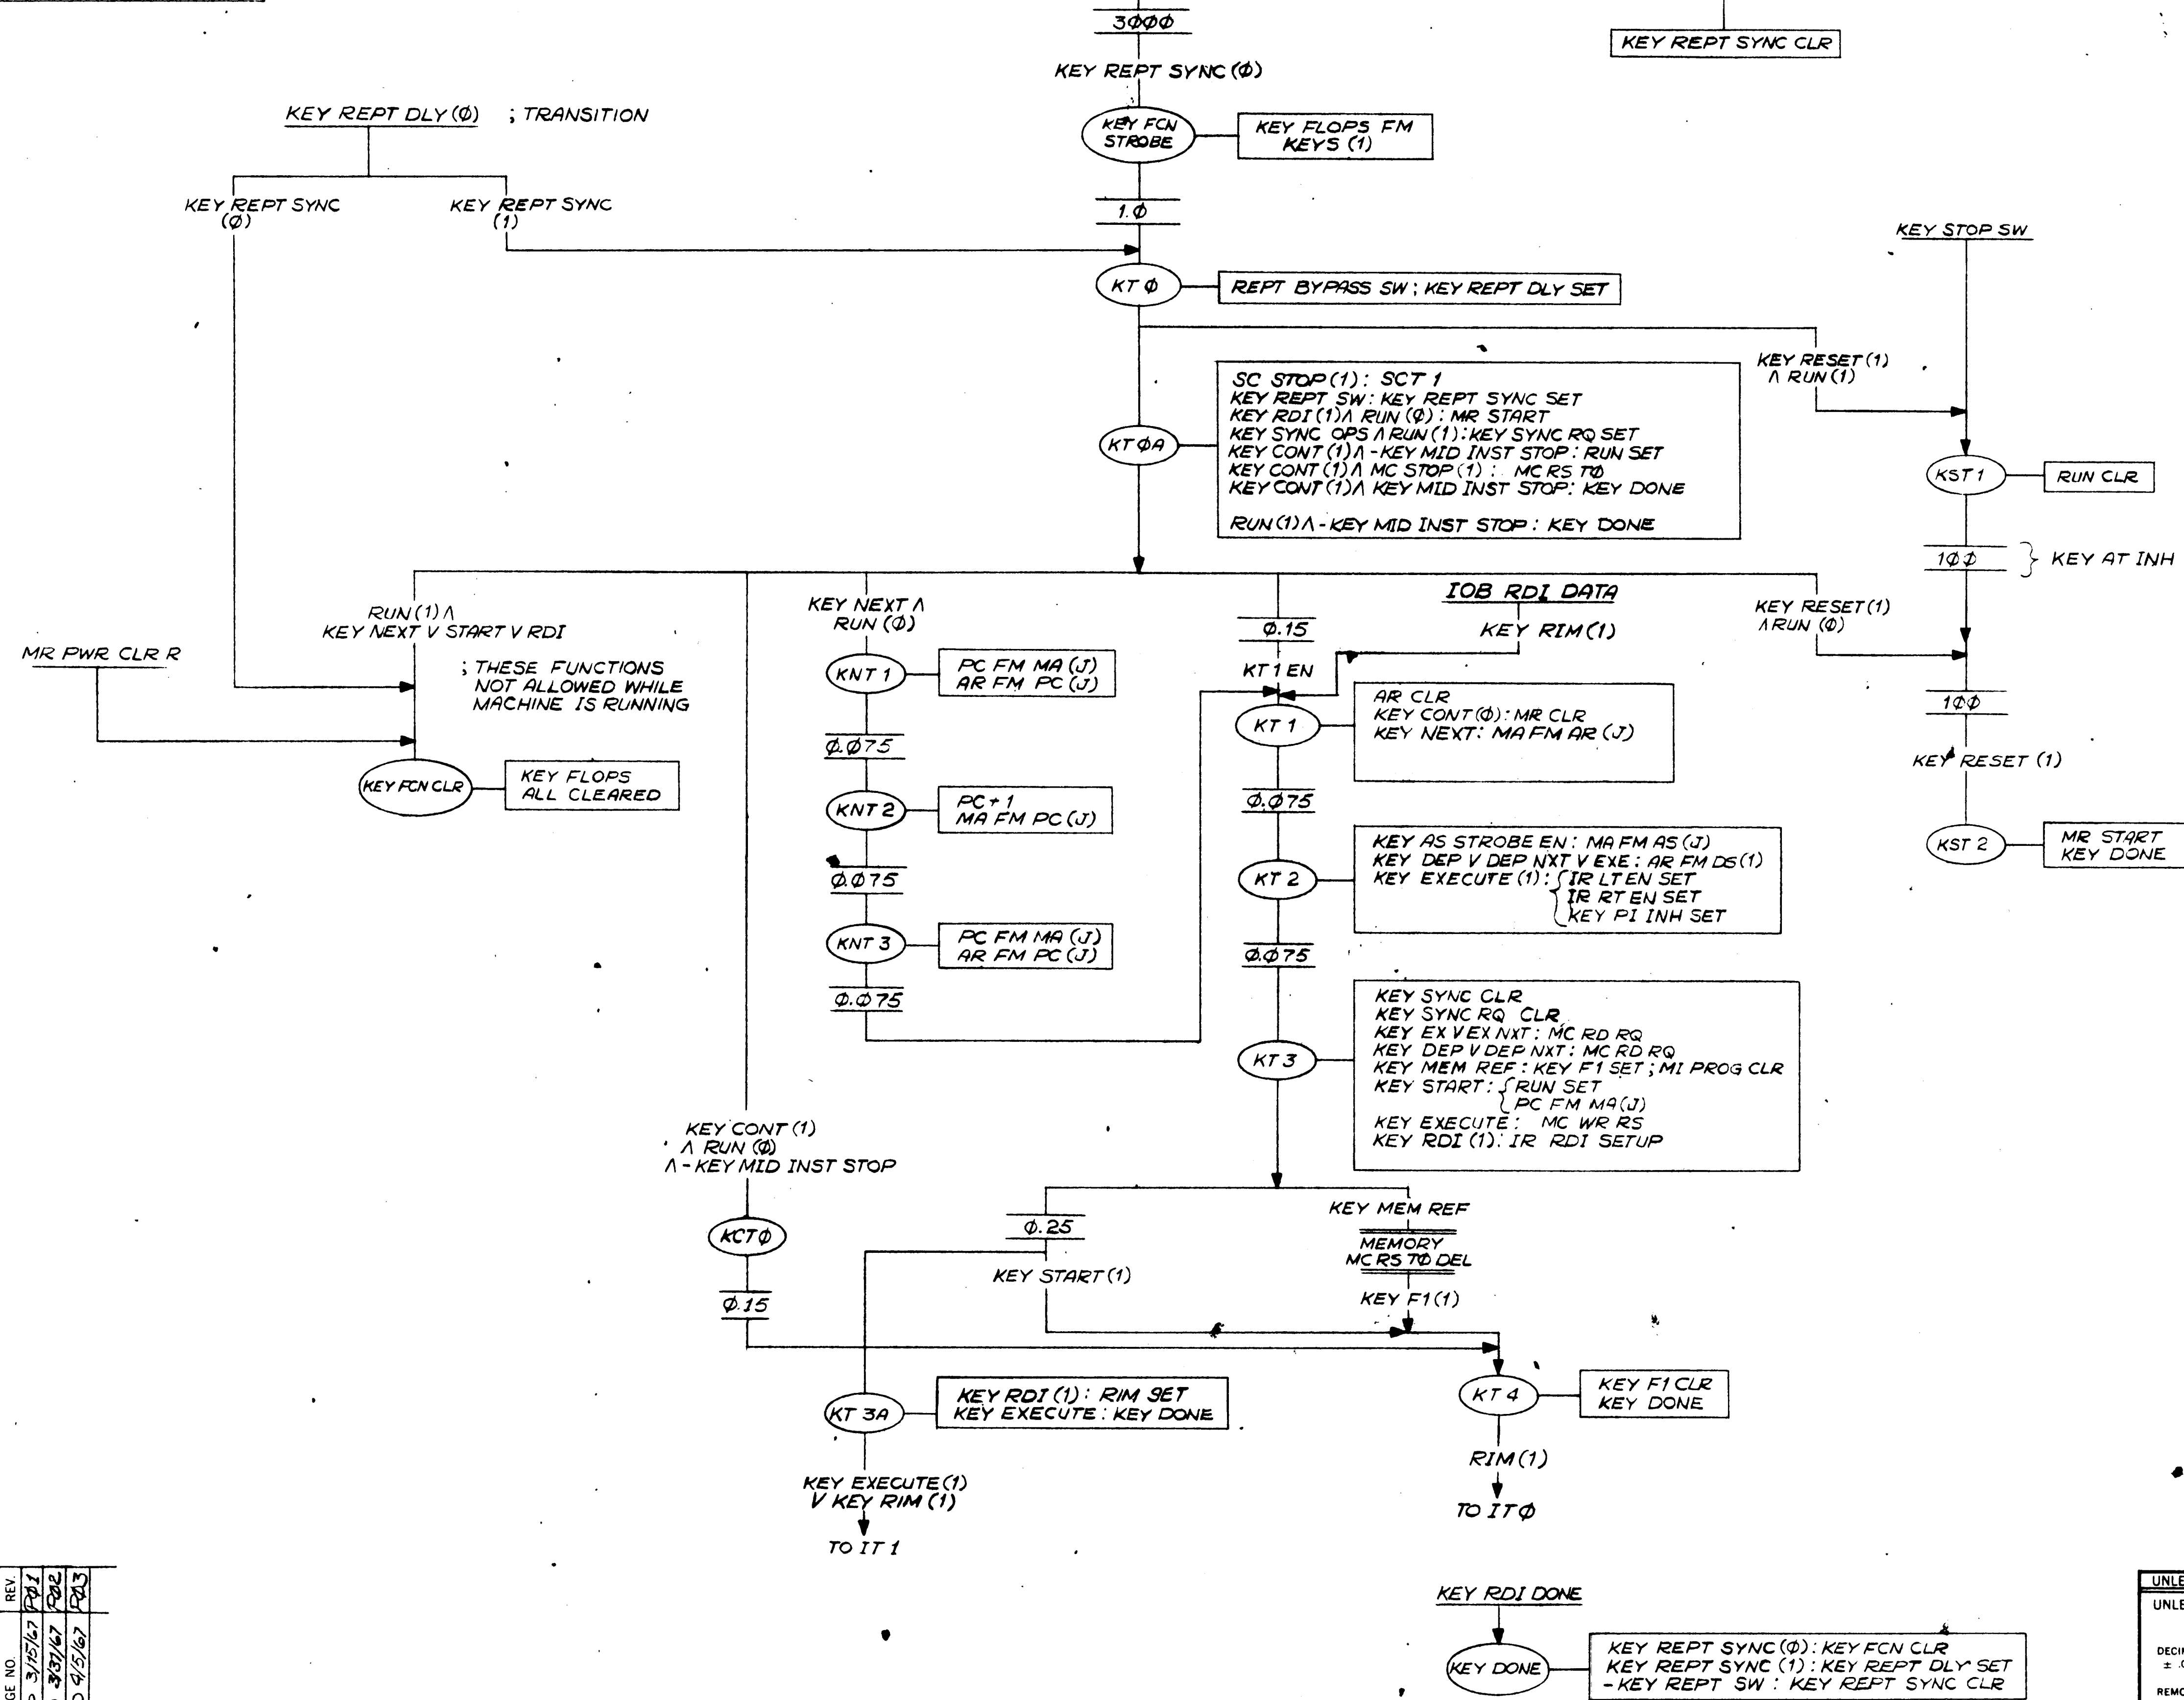 3ØØØ
KEY REPT SYNC CLR
KEY REPT SYNC (Ø)
KEY REPT DLY (Ø) ; TRANSITION
KEY FCN
STROBE
KEY FLOPS FM
KEYS (1)
KEY REPT SYNC
(Ø)
KEY REPT SYNC
(1)
1.Ø
KEY STOP SW
KT Ø
REPT BYPASS SW ; KEY REPT DLY SET
KEY RESET (1)
Λ RUN (1)
KT ØA
SC STOP (1) : SCT 1
KEY REPT SW : KEY REPT SYNC SET
KEY RDI (1) Λ RUN (Ø) : MR START
KEY SYNC OPS Λ RUN (1) : KEY SYNC RQ SET
KEY CONT (1) Λ - KEY MID INST STOP : RUN SET
KEY CONT (1) Λ MC STOP (1) : MC RS TØ
KEY CONT (1) Λ KEY MID INST STOP : KEY DONE
RUN (1) Λ - KEY MID INST STOP : KEY DONE
KST 1
RUN CLR
1ØØ } KEY AT INH
RUN (1) Λ
KEY NEXT V START V RDI
; THESE FUNCTIONS
NOT ALLOWED WHILE
MACHINE IS RUNNING
MR PWR CLR R
KEY FCN CLR
KEY FLOPS
ALL CLEARED
KEY NEXT Λ
RUN (Ø)
KNT 1
PC FM MA (J)
AR FM PC (J)
Ø.Ø75
KNT 2
PC + 1
MA FM PC (J)
Ø.Ø75
KNT 3
PC FM MA (J)
AR FM PC (J)
Ø.Ø75
Ø.15
KT 1 EN
IOB RDI DATA
KEY RIM (1)
KT 1
AR CLR
KEY CONT (Ø) : MR CLR
KEY NEXT : MA FM AR (J)
Ø.Ø75
KT 2
KEY AS STROBE EN : MA FM AS (J)
KEY DEP V DEP NXT V EXE : AR FM DS (1)
KEY EXECUTE (1) : { IR LT EN SET
IR RT EN SET
KEY PI INH SET
Ø.Ø75
KT 3
KEY SYNC CLR
KEY SYNC RQ CLR
KEY EX V EX NXT : MC RD RQ
KEY DEP V DEP NXT : MC RD RQ
KEY MEM REF : KEY F1 SET ; MI PROG CLR
KEY START : { RUN SET
PC FM MA (J)
KEY EXECUTE : MC WR RS
KEY RDI (1) : IR RDI SETUP
KEY RESET (1)
Λ RUN (Ø)
1ØØ
KEY RESET (1)
KST 2
MR START
KEY DONE
KEY CONT (1)
Λ RUN (Ø)
Λ - KEY MID INST STOP
KCT Ø
Ø.15
Ø.25
KEY START (1)
KEY MEM REF
MEMORY
MC RS TØ DEL
KEY F1 (1)
KT 3A
KEY RDI (1) : RIM SET
KEY EXECUTE : KEY DONE
KEY EXECUTE (1)
V KEY RIM (1)
TO IT 1
KT 4
KEY F1 CLR
KEY DONE
RIM (1)
TO IT Ø
KEY RDI DONE
KEY DONE
KEY REPT SYNC (Ø) : KEY FCN CLR
KEY REPT SYNC (1) : KEY REPT DLY SET
- KEY REPT SW : KEY REPT SYNC CLR
REV.
GE NO.
3/15/67 PØ1
3/31/67 PØ2
4/5/67 PØ3
UNLE
UNLE
DECI
REMO